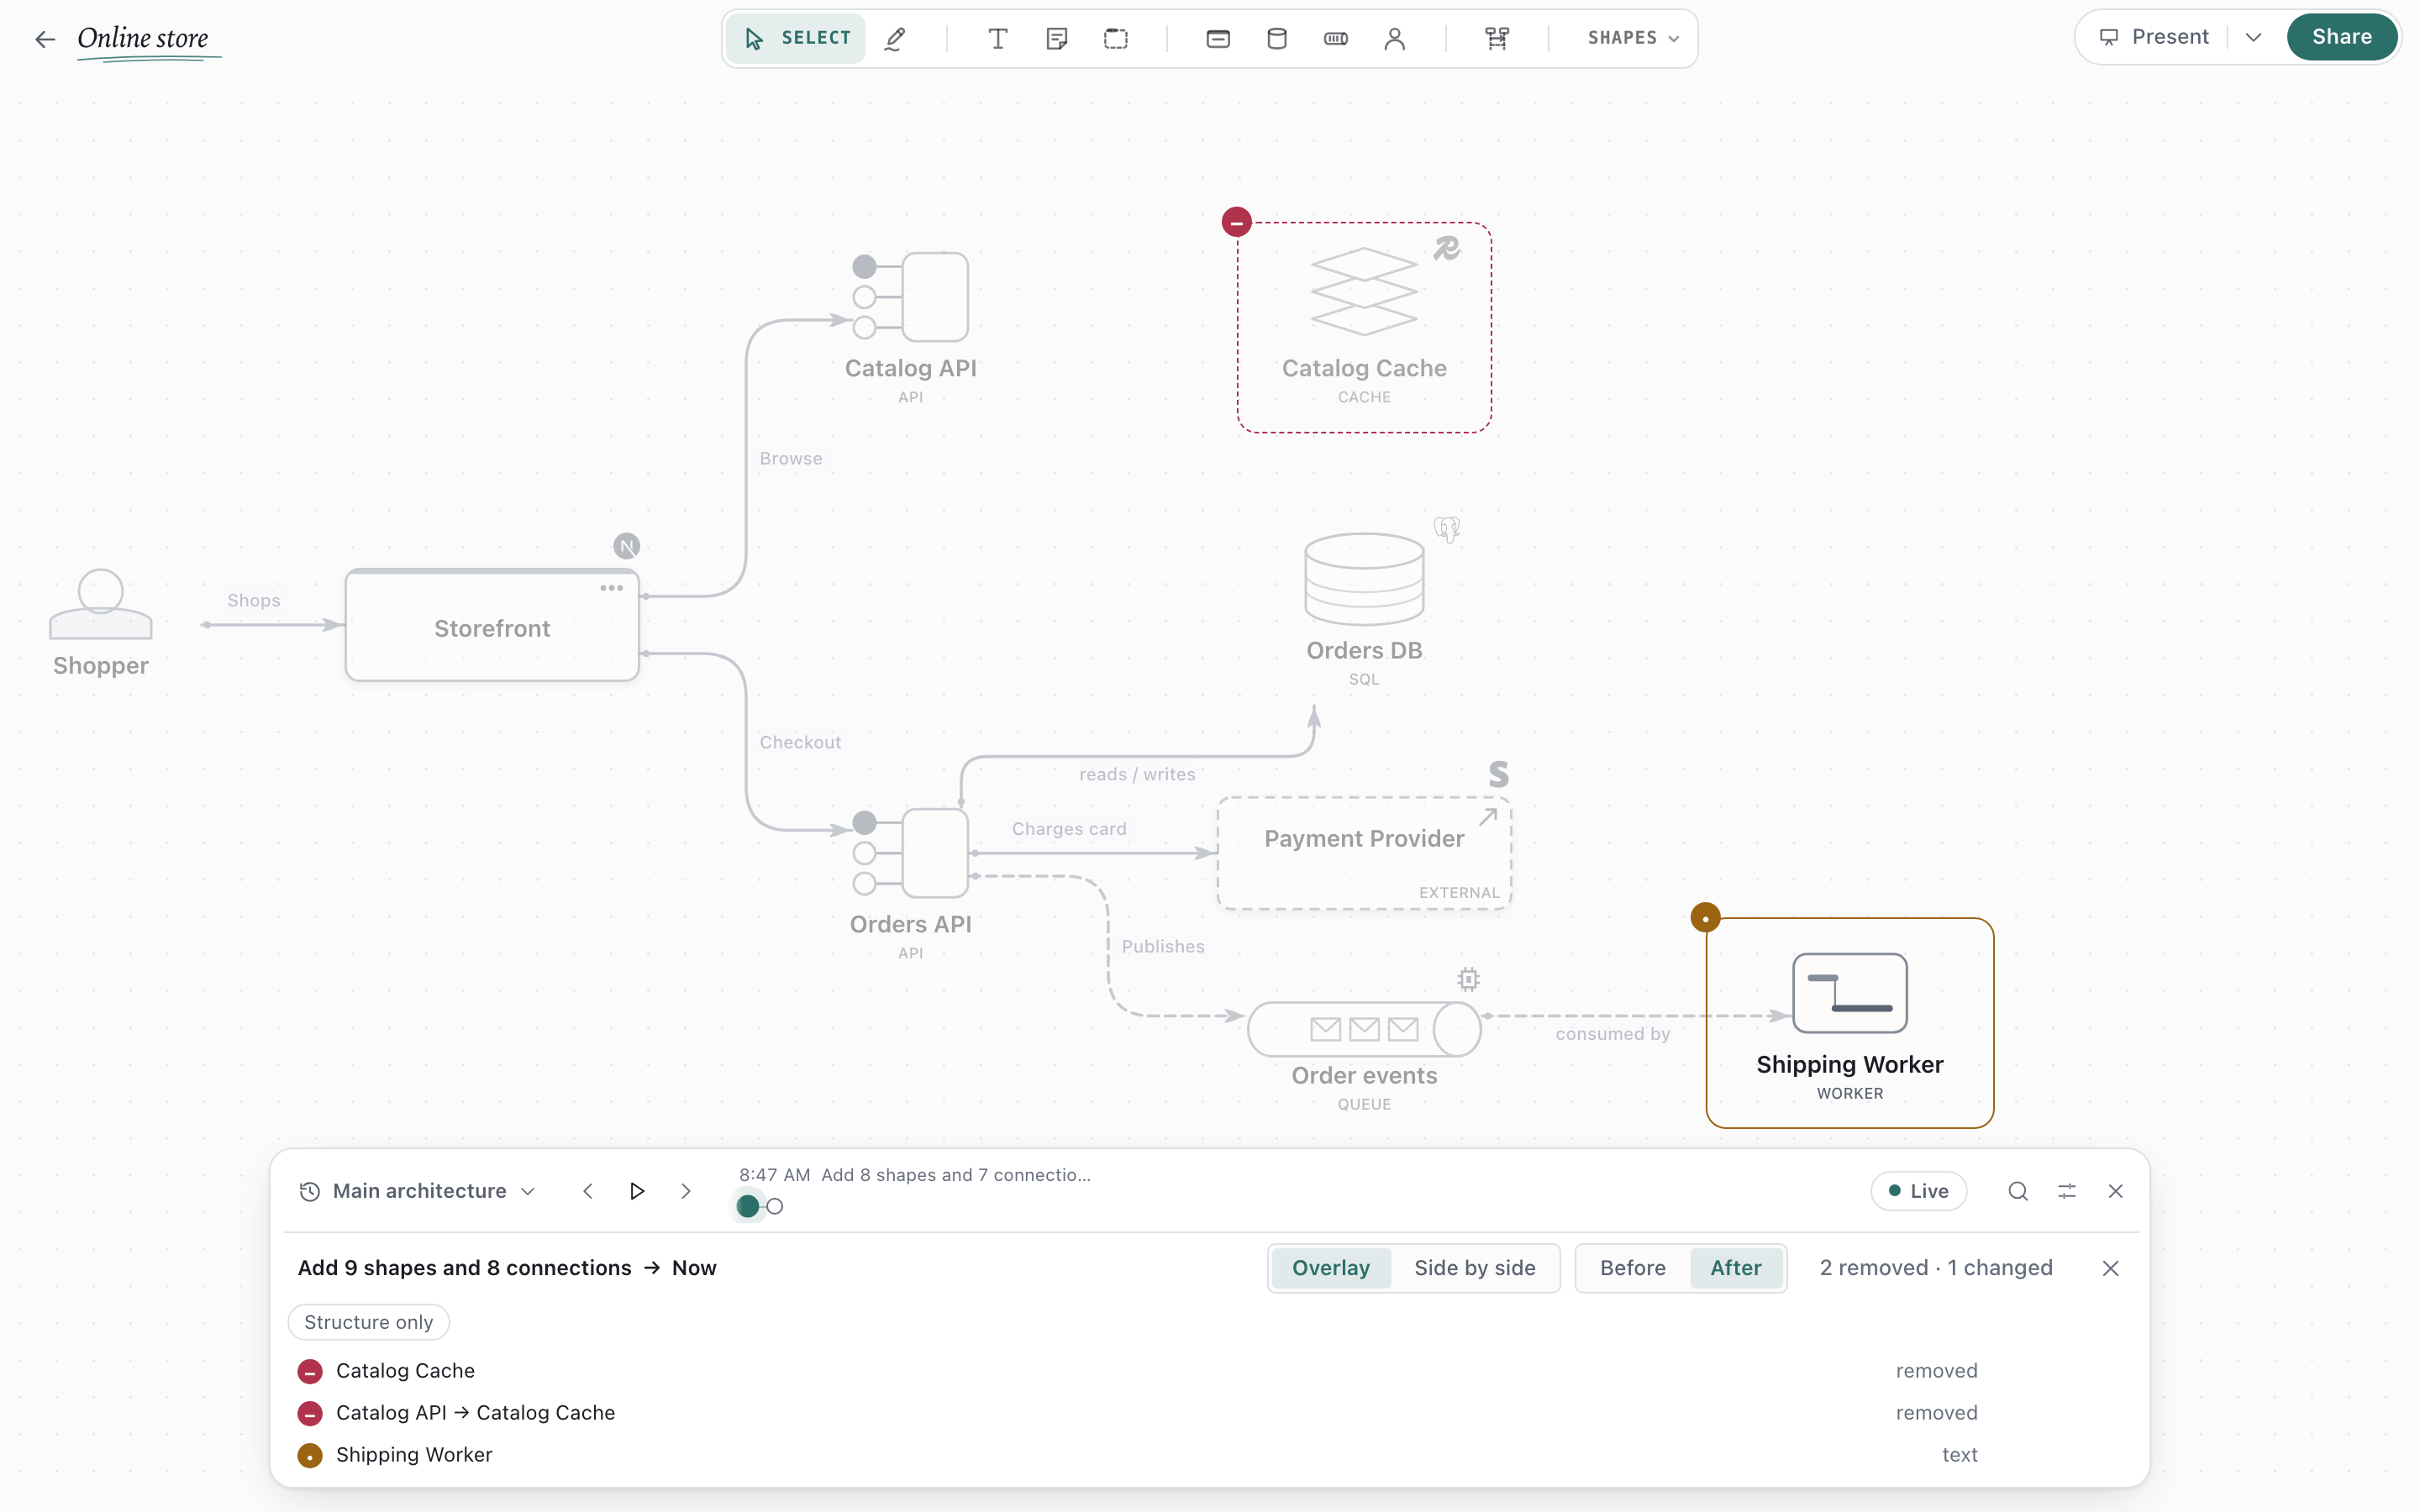 Online store
SELECT
SHAPES
Present
Share
Catalog API
API
Catalog Cache
CACHE
Browse
Shops
N
Storefront
Shopper
Orders DB
SQL
Checkout
reads / writes
S
Charges card
Payment Provider
EXTERNAL
Orders API
API
Publishes
consumed by
Order events
QUEUE
Shipping Worker
WORKER
Main architecture
8:47 AM Add 8 shapes and 7 connectio...
Live
Add 9 shapes and 8 connections → Now
Overlay
Side by side
Before
After
2 removed · 1 changed
Structure only
Catalog Cache
removed
Catalog API → Catalog Cache
removed
Shipping Worker
text